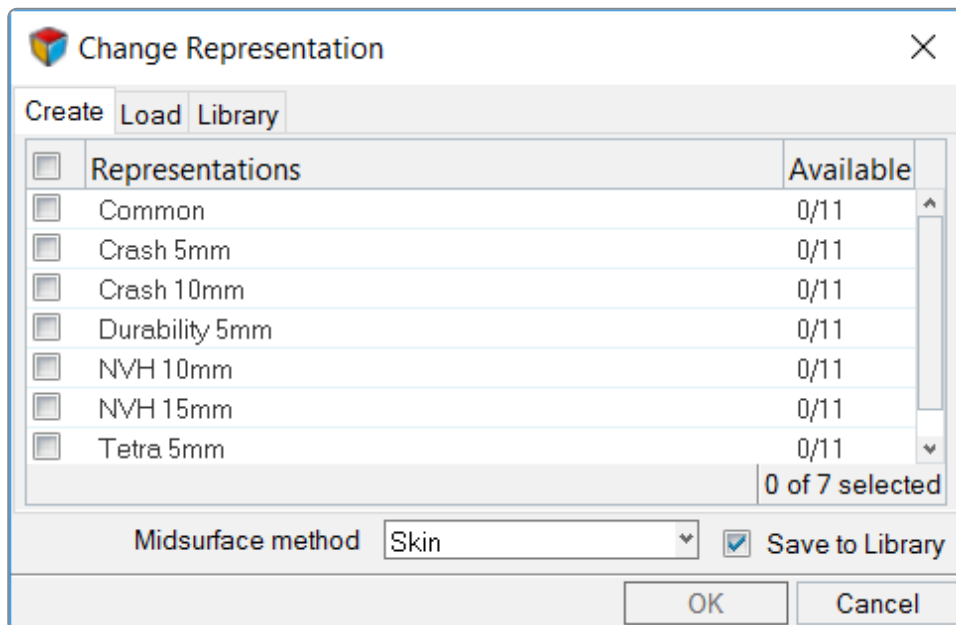 Change Representation
Create Load Library
Representations Available
Common 0/11
Crash 5mm 0/11
Crash 10mm 0/11
Durability 5mm 0/11
NVH 10mm 0/11
NVH 15mm 0/11
Tetra 5mm 0/11
0 of 7 selected
Midsurface method Skin Save to Library
OK Cancel